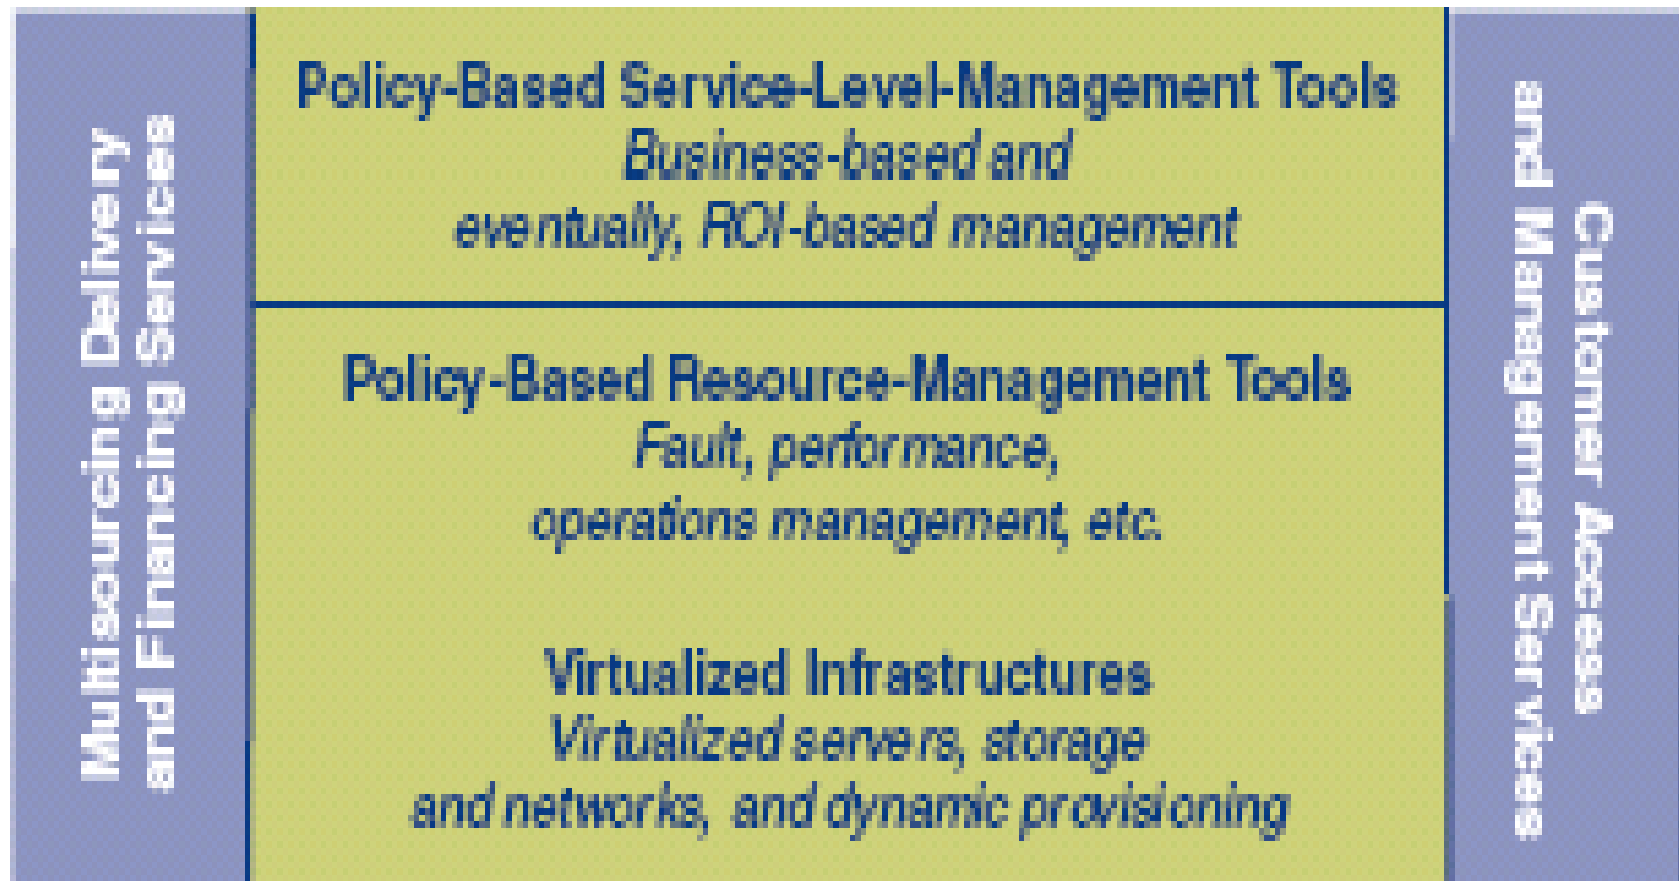 Multisourcing Delivery
and Financing Services
Policy-Based Service-Level-Management Tools
Business-based and
eventually, ROI-based management
Policy-Based Resource-Management Tools
Fault, performance,
operations management, etc.
Virtualized Infrastructures
Virtualized servers, storage
and networks, and dynamic provisioning
Customer Access
and Management Services